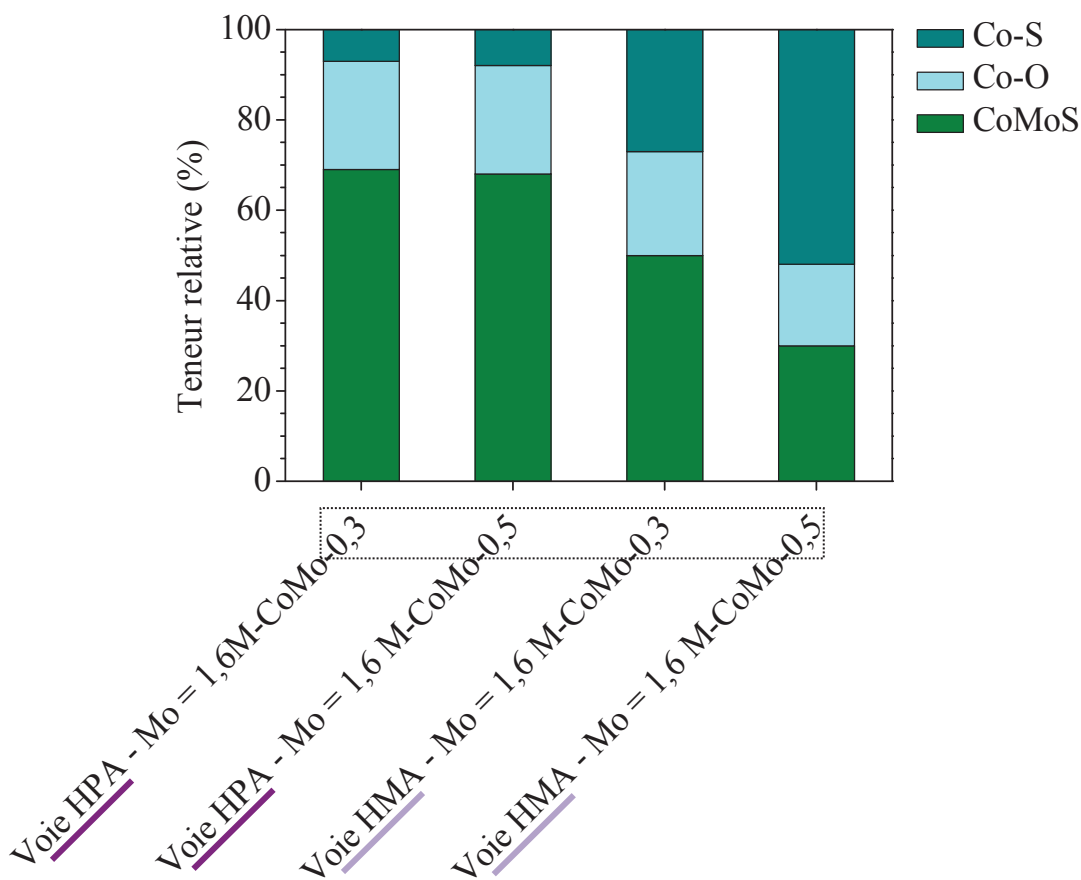 100
80
60
40
20
0
Teneur relative (%)
Co-S
Co-O
CoMoS
Voie HPA - Mo = 1,6M-CoMo-0,3
Voie HPA - Mo = 1,6 M-CoMo-0,5
Voie HMA - Mo = 1,6 M-CoMo-0,3
Voie HMA - Mo = 1,6 M-CoMo-0,5